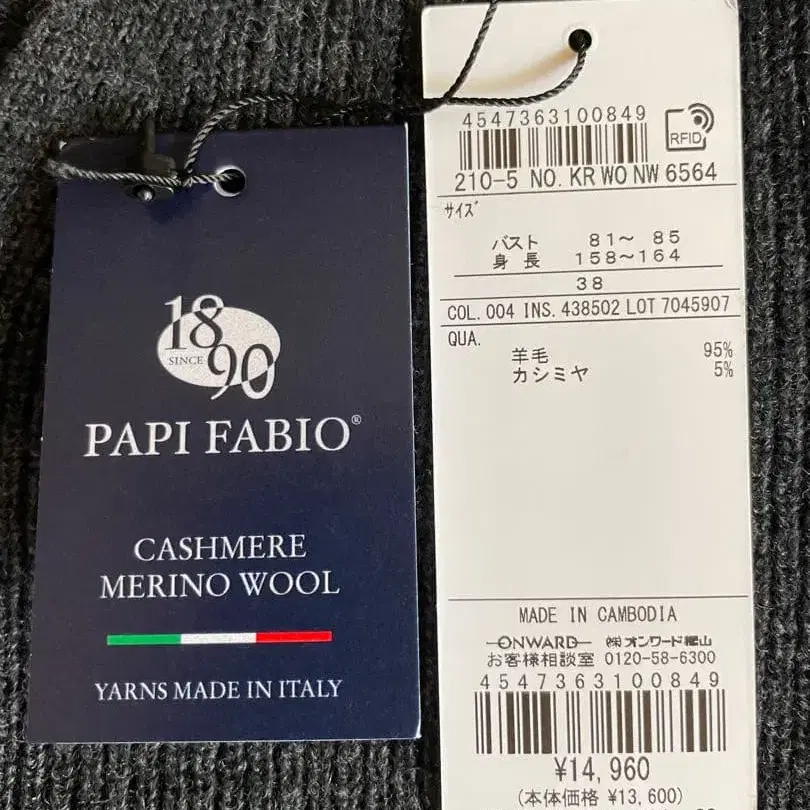 18
SINCE
90
PAPI FABIO®
CASHMERE
MERINO WOOL
YARNS MADE IN ITALY
4547363100849
RFID
210-5 NO. KR WO NW 6564
サイズ
バスト 81～ 85
身長 158～164
38
COL. 004 INS. 438502 LOT 7045907
QUA.
羊毛 95%
カシミヤ 5%
MADE IN CAMBODIA
ONWARD ㈱オンワード樫山
お客様相談室 0120-58-6300
4547363100849
¥14,960
(本体価格 ¥13,600)